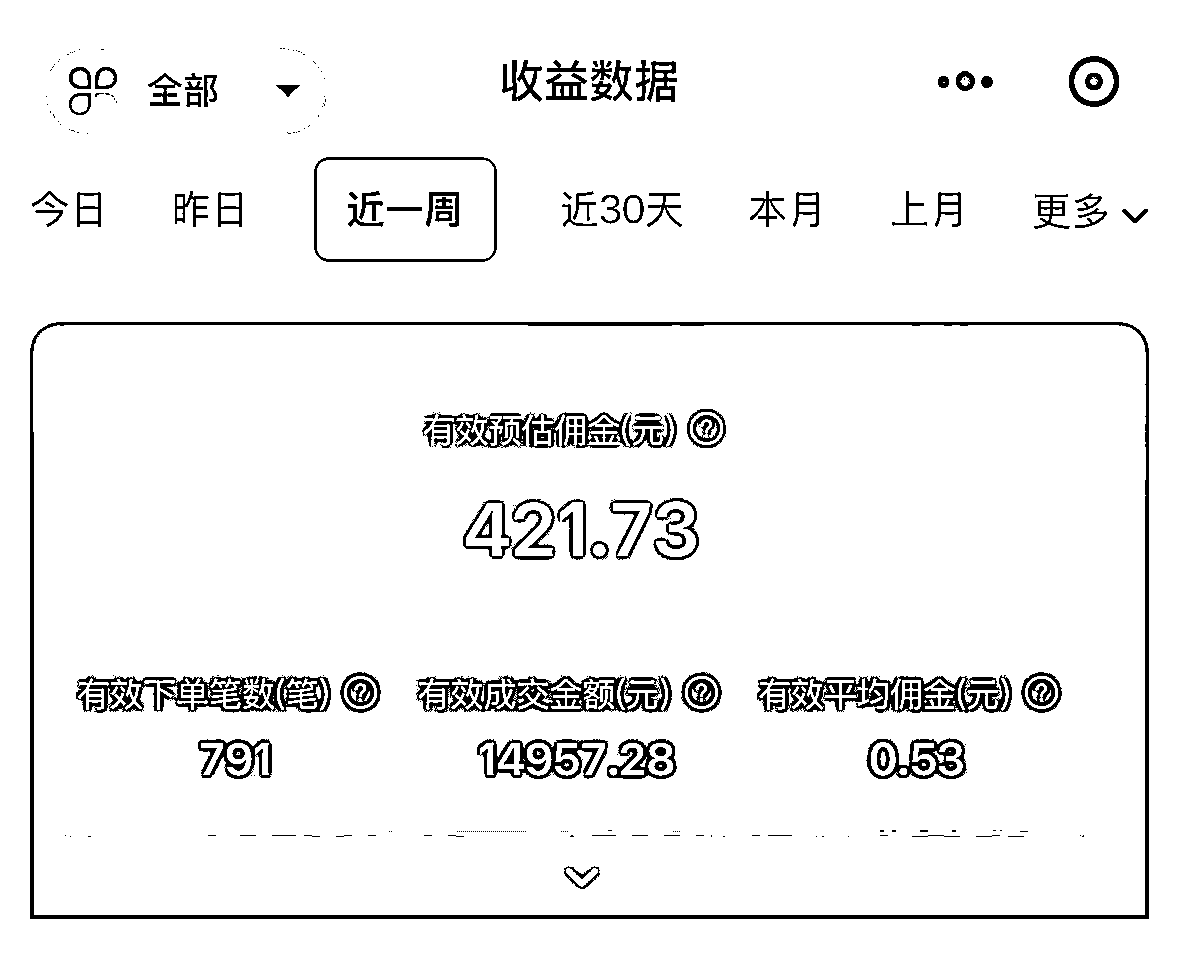 全部
收益数据
今日 昨日 近一周 近30天 本月 上月 更多
有效预估佣金(元)
421.73
有效下单笔数(笔) 有效成交金额(元) 有效平均佣金(元)
791 14957.28 0.53